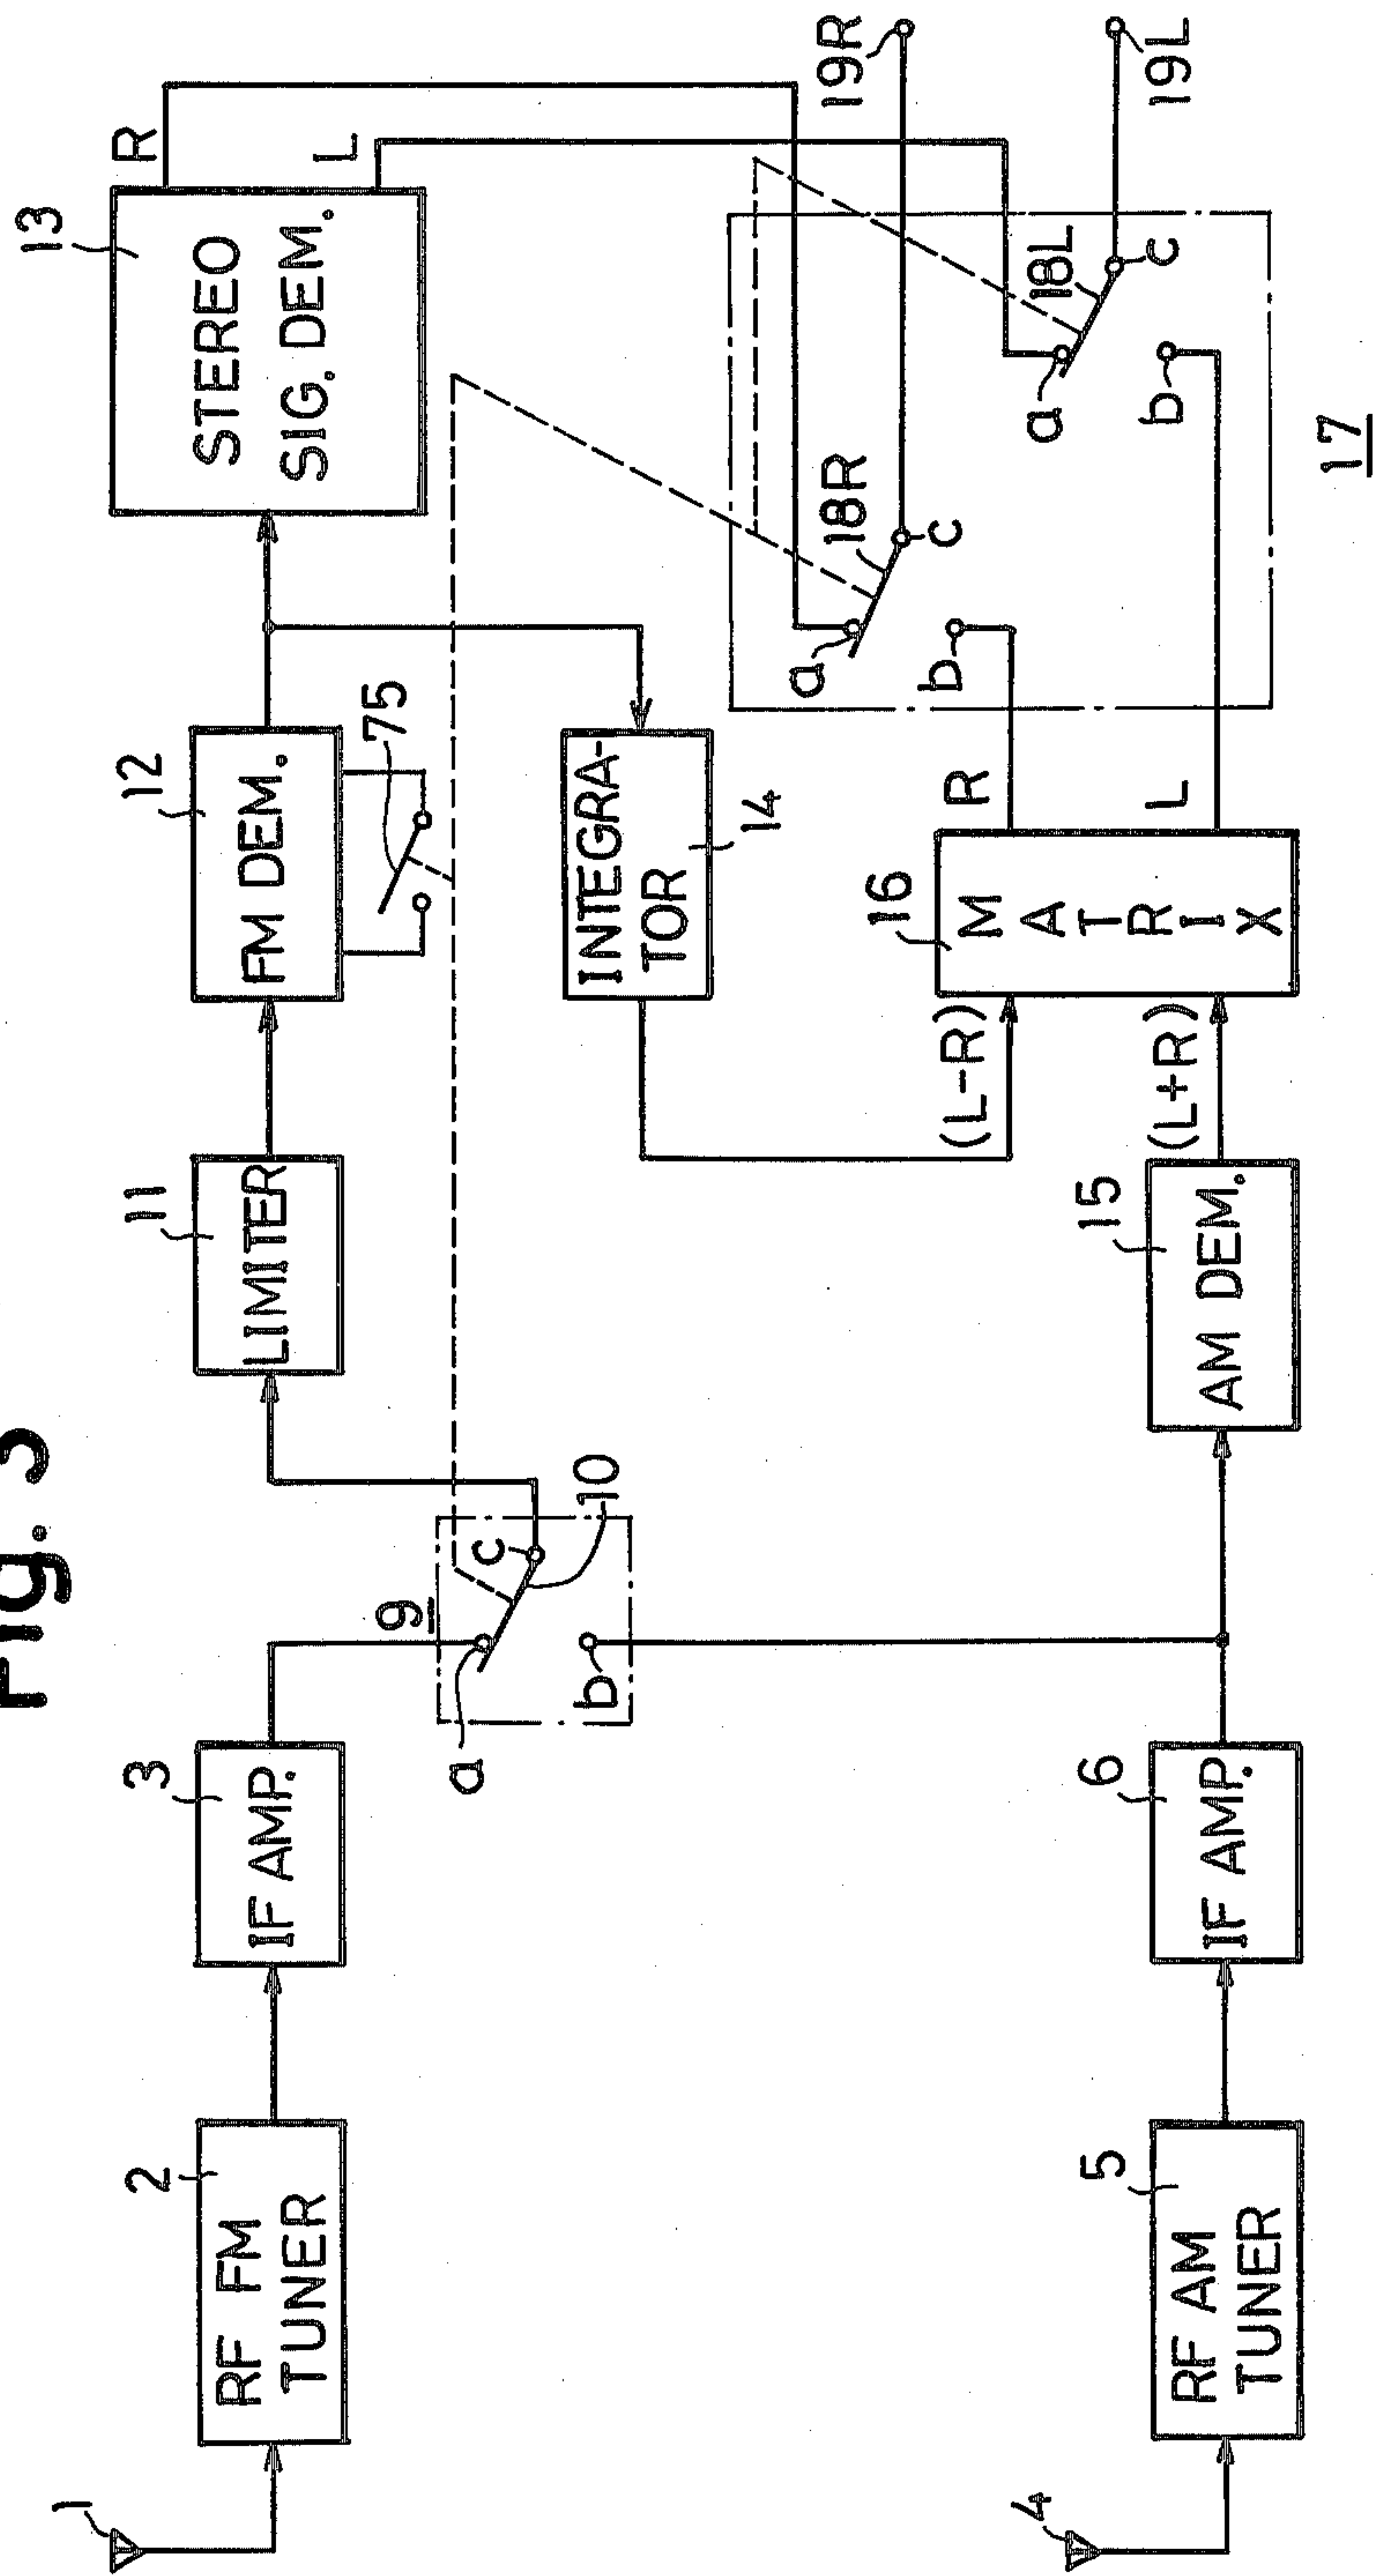 Fig. 5
1
2
RF FM
TUNER
3
IF AMP.
9
a
b
c
10
11
LIMITER
12
FM DEM.
75
13
STEREO
SIG. DEM.
R
L
INTEGRA-
TOR
14
4
5
RF AM
TUNER
6
IF AMP.
15
AM DEM.
(L-R)
(L+R)
16
MATRIX
R
L
a
b
c
18R
a
b
c
18L
19R
19L
17